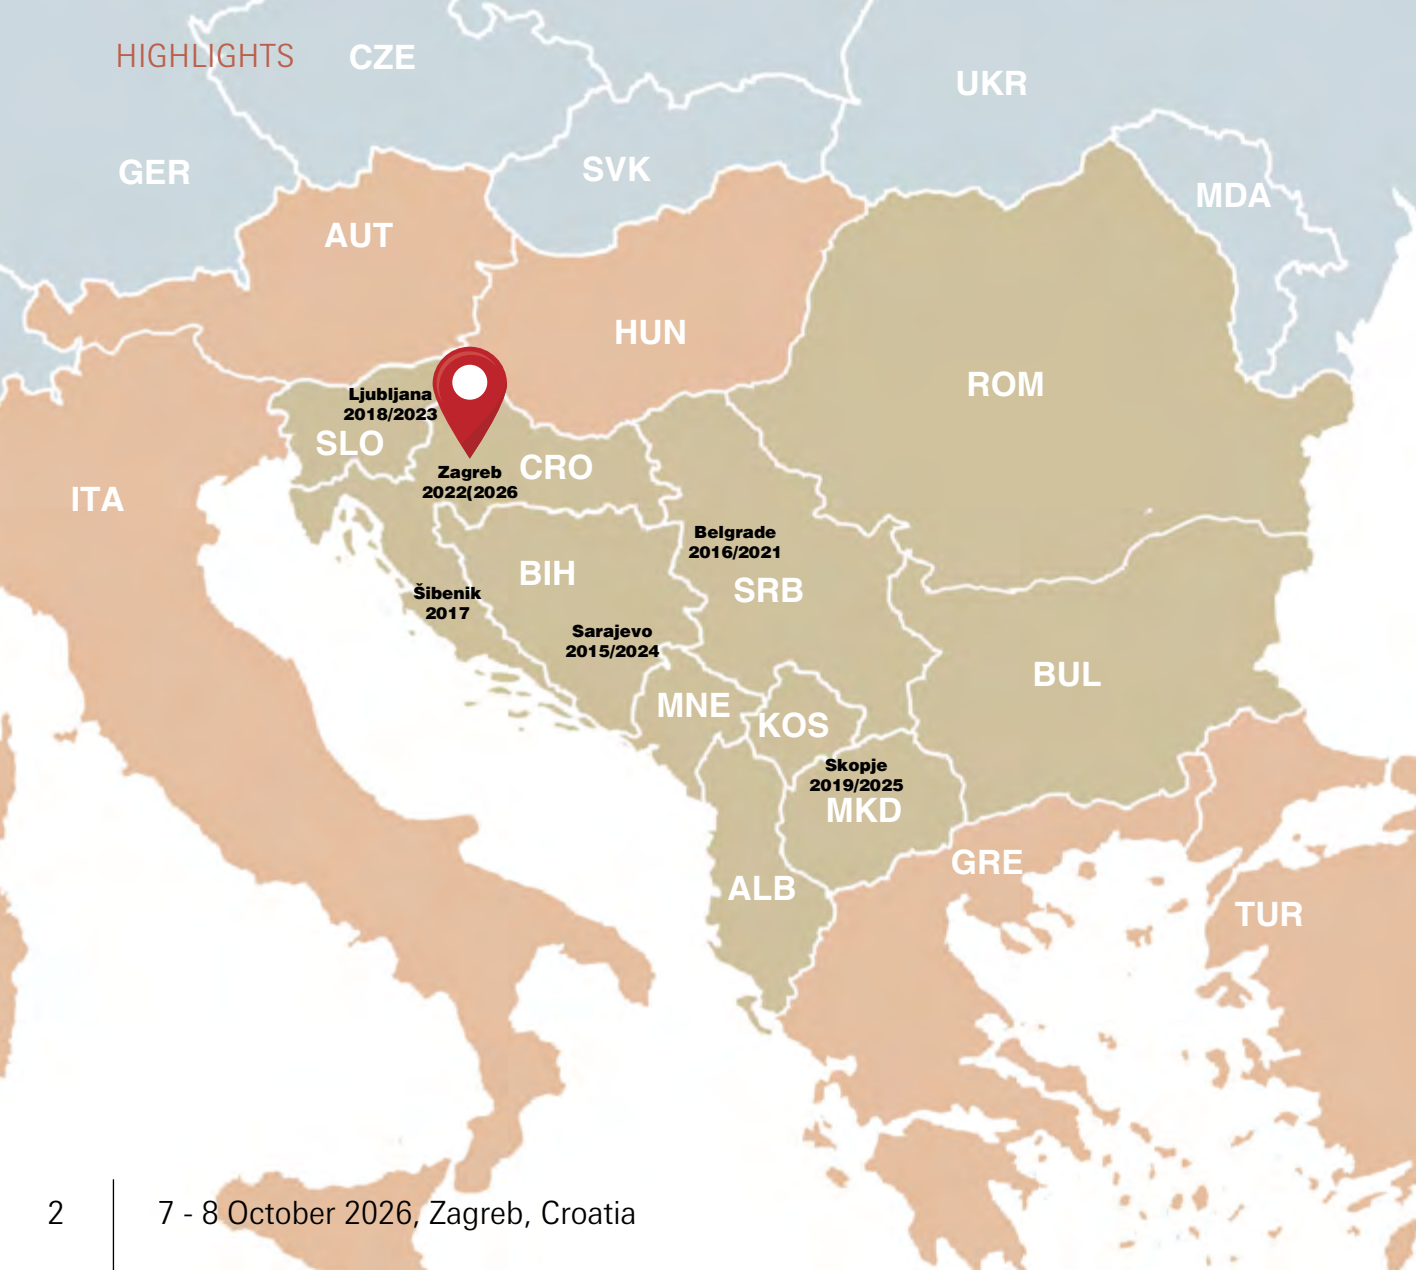 HIGHLIGHTS
CZE
UKR
GER
SVK
MDA
AUT
HUN
ROM
Ljubljana
2018/2023
SLO
Zagreb
2022(2026
CRO
ITA
Belgrade
2016/2021
BIH
SRB
Šibenik
2017
Sarajevo
2015/2024
BUL
MNE
KOS
Skopje
2019/2025
MKD
GRE
ALB
TUR
2
7 - 8 October 2026, Zagreb, Croatia